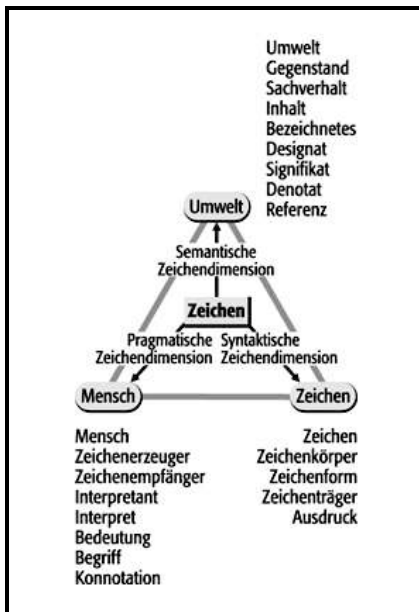 Umwelt
Gegenstand
Sachverhalt
Inhalt
Bezeichnetes
Designat
Signifikat
Denotat
Referenz
Umwelt
Semantische
Zeichendimension
Zeichen
Pragmatische Syntaktische
Zeichendimension Zeichendimension
Mensch Zeichen
Mensch Zeichen
Zeichenerzeuger Zeichenkörper
Zeichenempfänger Zeichenform
Interpretant Zeichenträger
Interpret Ausdruck
Bedeutung
Begriff
Konnotation